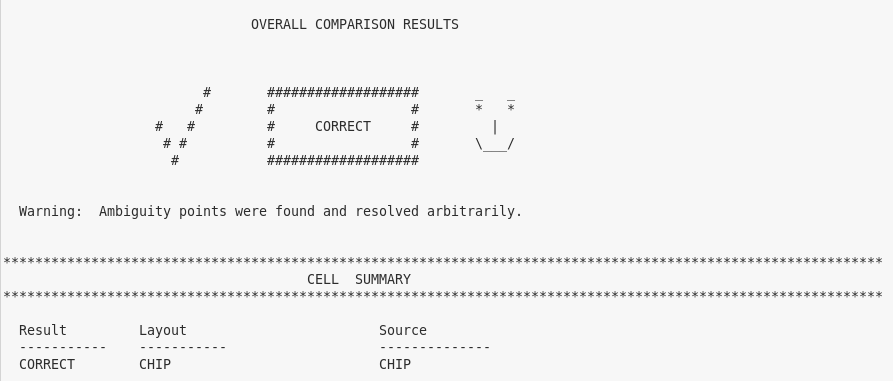 OVERALL COMPARISON RESULTS
                         #       ###################       _   _
                        #        #                 #       *   *
                   #   #         #     CORRECT     #         |
                    # #          #                 #       \___/
                     #           ###################
Warning:  Ambiguity points were found and resolved arbitrarily.
**************************************************************************************************************
CELL  SUMMARY
**************************************************************************************************************
Result         Layout                        Source
-----------    -----------                   --------------
CORRECT        CHIP                          CHIP